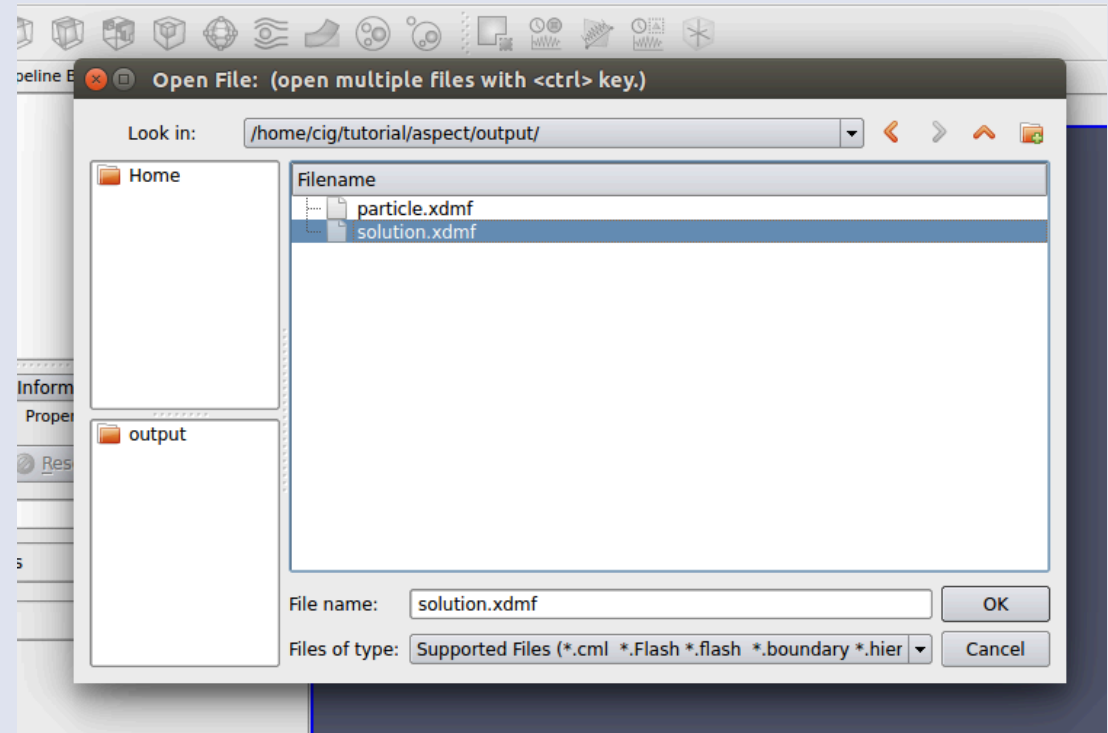 peline B
Open File: (open multiple files with <ctrl> key.)
Look in: /home/cig/tutorial/aspect/output/
Home
Filename
particle.xdmf
solution.xdmf
Inform
Proper
output
Res
s
File name: solution.xdmf OK
Files of type: Supported Files (*.cml *.Flash *.flash *.boundary *.hier Cancel